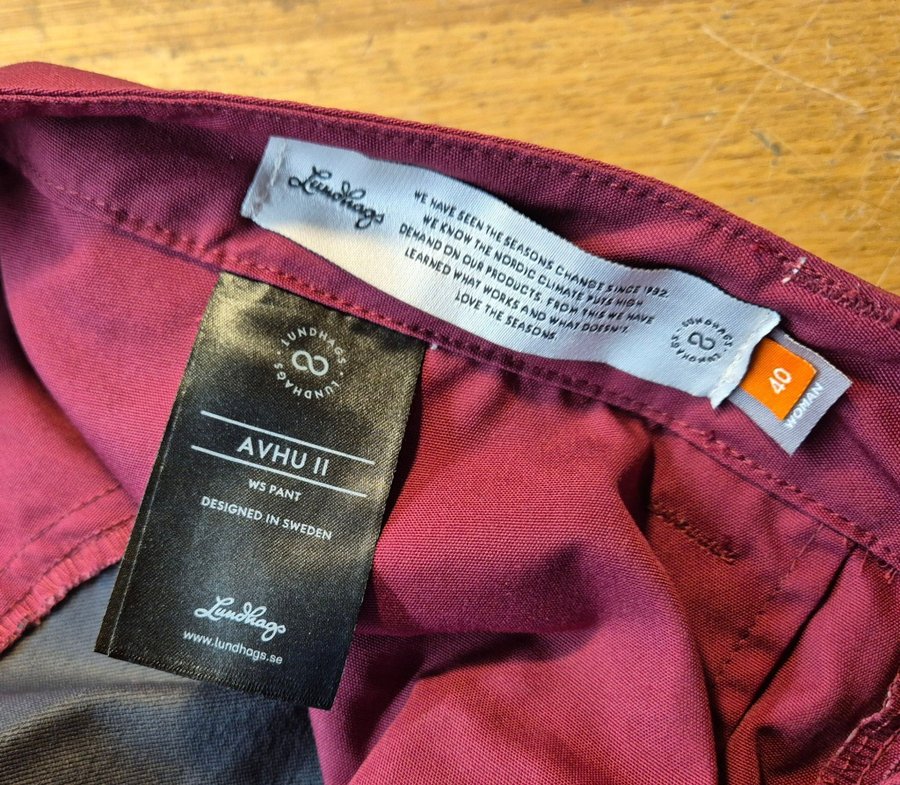 Lundhags
WE HAVE SEEN THE SEASONS CHANGE SINCE 1932.
WE KNOW THE NORDIC CLIMATE PUTS HIGH
DEMAND ON OUR PRODUCTS. FROM THIS WE HAVE
LEARNED WHAT WORKS AND WHAT DOESN'T.
LOVE THE SEASONS.
LUNDHAGS · LUNDHAGS ·
40
WOMAN
LUNDHAGS · LUNDHAGS ·
AVHU II
WS PANT
DESIGNED IN SWEDEN
Lundhags
www.lundhags.se